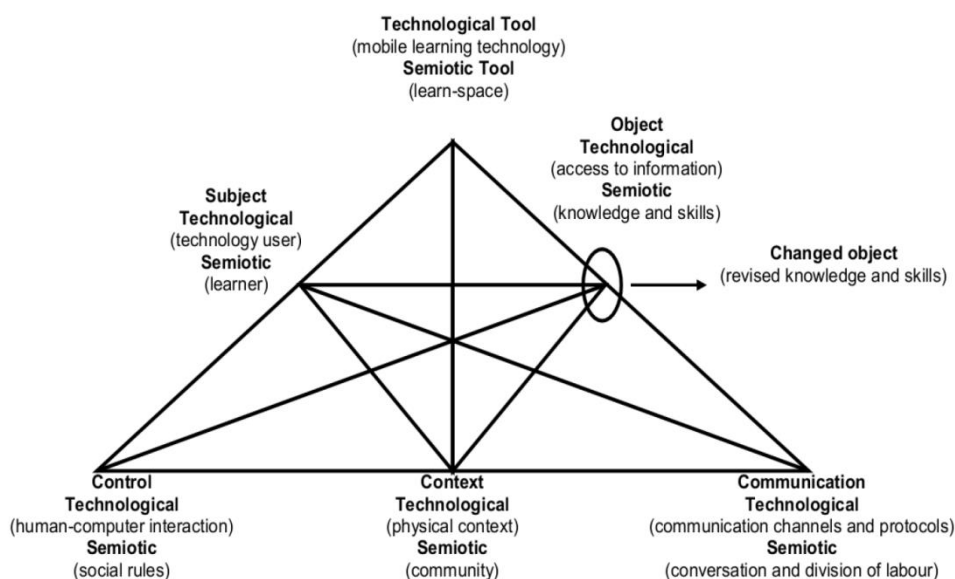 Technological Tool
(mobile learning technology)
Semiotic Tool
(learn-space)
Object
Technological
(access to information)
Semiotic
(knowledge and skills)
Subject
Technological
(technology user)
Semiotic
(learner)
Changed object
(revised knowledge and skills)
Control
Technological
(human-computer interaction)
Semiotic
(social rules)
Context
Technological
(physical context)
Semiotic
(community)
Communication
Technological
(communication channels and protocols)
Semiotic
(conversation and division of labour)